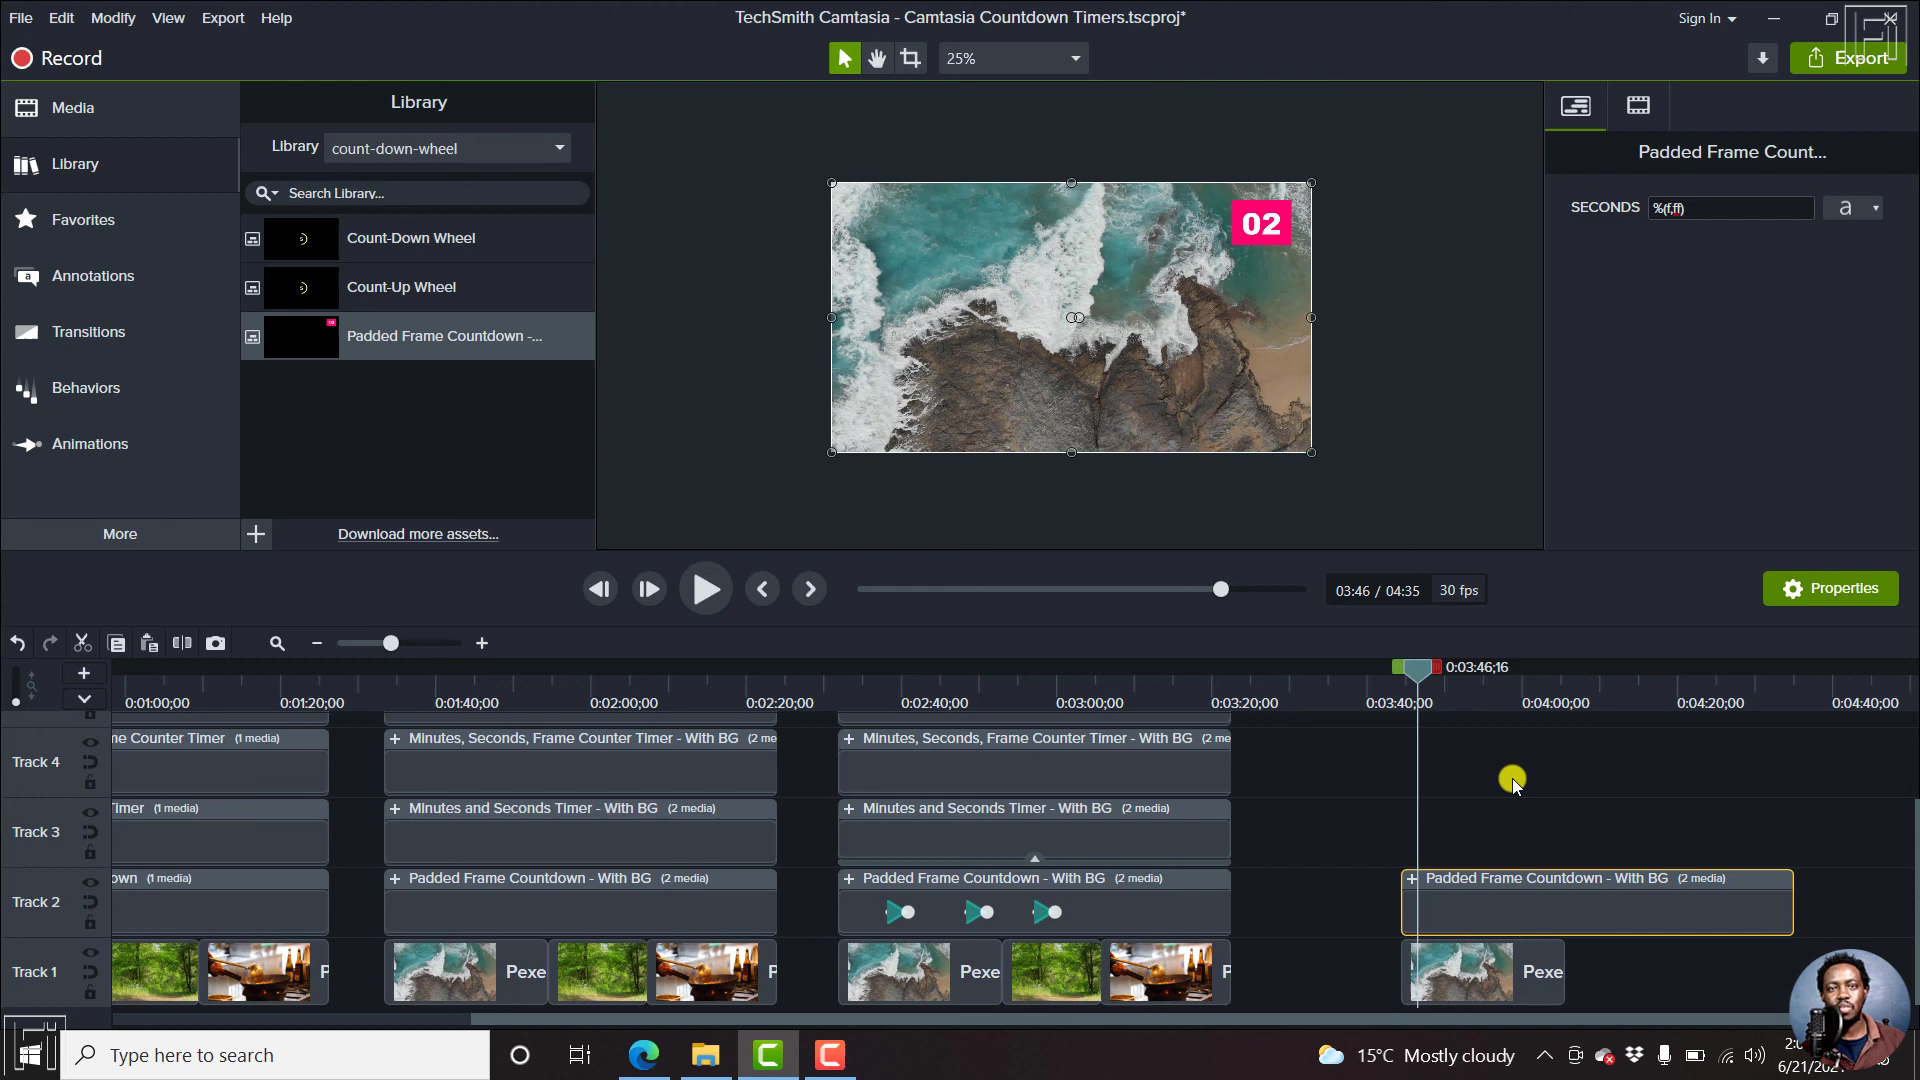 File Edit Modify View Export Help
TechSmith Camtasia - Camtasia Countdown Timers.tscproj*
Sign In
Record
25%
Export
Media
Library
Favorites
Annotations
Transitions
Behaviors
Animations
More
Library
Library count-down-wheel
Search Library...
Count-Down Wheel
Count-Up Wheel
Padded Frame Countdown -...
Download more assets...
02
Padded Frame Count...
SECONDS %(f,ff) a
03:46 / 04:35 30 fps
Properties
0:03:46;16
0:01:00;00 0:01:20;00 0:01:40;00 0:02:00;00 0:02:20;00 0:02:40;00 0:03:00;00 0:03:20;00 0:03:40;00 0:04:00;00 0:04:20;00 0:04:40;00
Track 4 me Counter Timer (1 media) Minutes, Seconds, Frame Counter Timer - With BG (2 me Minutes, Seconds, Frame Counter Timer - With BG (2 me
Track 3 Timer (1 media) Minutes and Seconds Timer - With BG (2 media) Minutes and Seconds Timer - With BG (2 media)
Track 2 own (1 media) Padded Frame Countdown - With BG (2 media) Padded Frame Countdown - With BG (2 media) Padded Frame Countdown - With BG (2 media)
Track 1 P Pexe P Pexe P Pexe
Type here to search
15°C Mostly cloudy